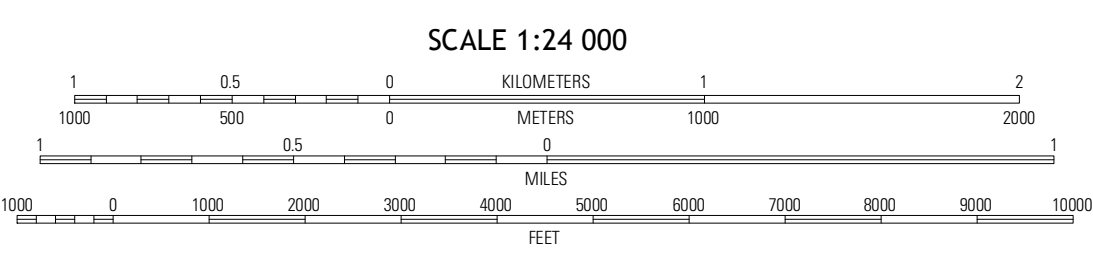 SCALE 1:24 000
1 0.5 0 KILOMETERS 1 2
1000 500 0 METERS 1000 2000
1 0.5 0 1
MILES
1000 0 1000 2000 3000 4000 5000 6000 7000 8000 9000 10000
FEET